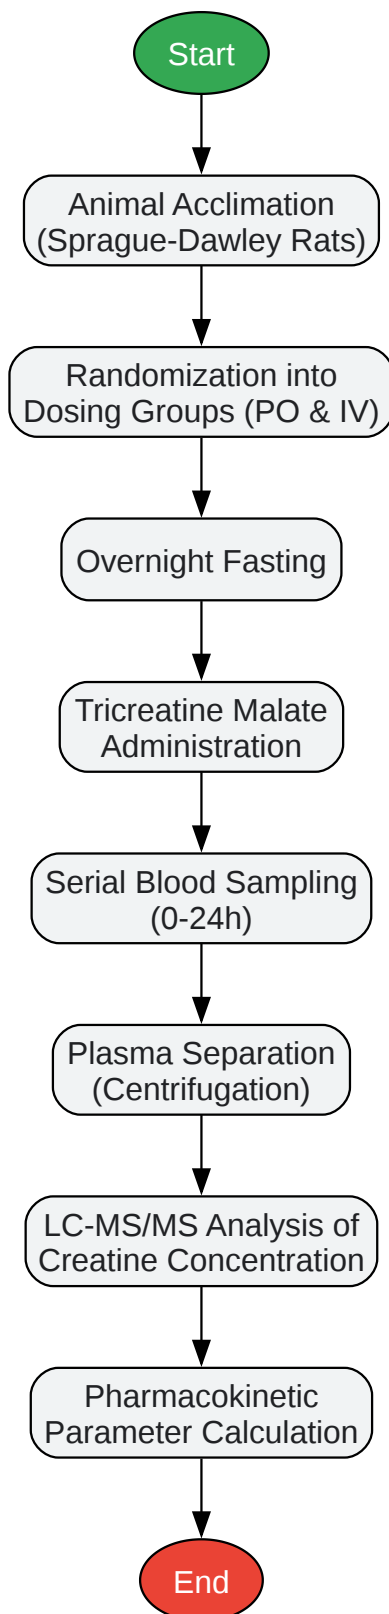 Start
Animal Acclimation
(Sprague-Dawley Rats)
Randomization into
Dosing Groups (PO & IV)
Overnight Fasting
Tricreatine Malate
Administration
Serial Blood Sampling
(0-24h)
Plasma Separation
(Centrifugation)
LC-MS/MS Analysis of
Creatine Concentration
Pharmacokinetic
Parameter Calculation
End